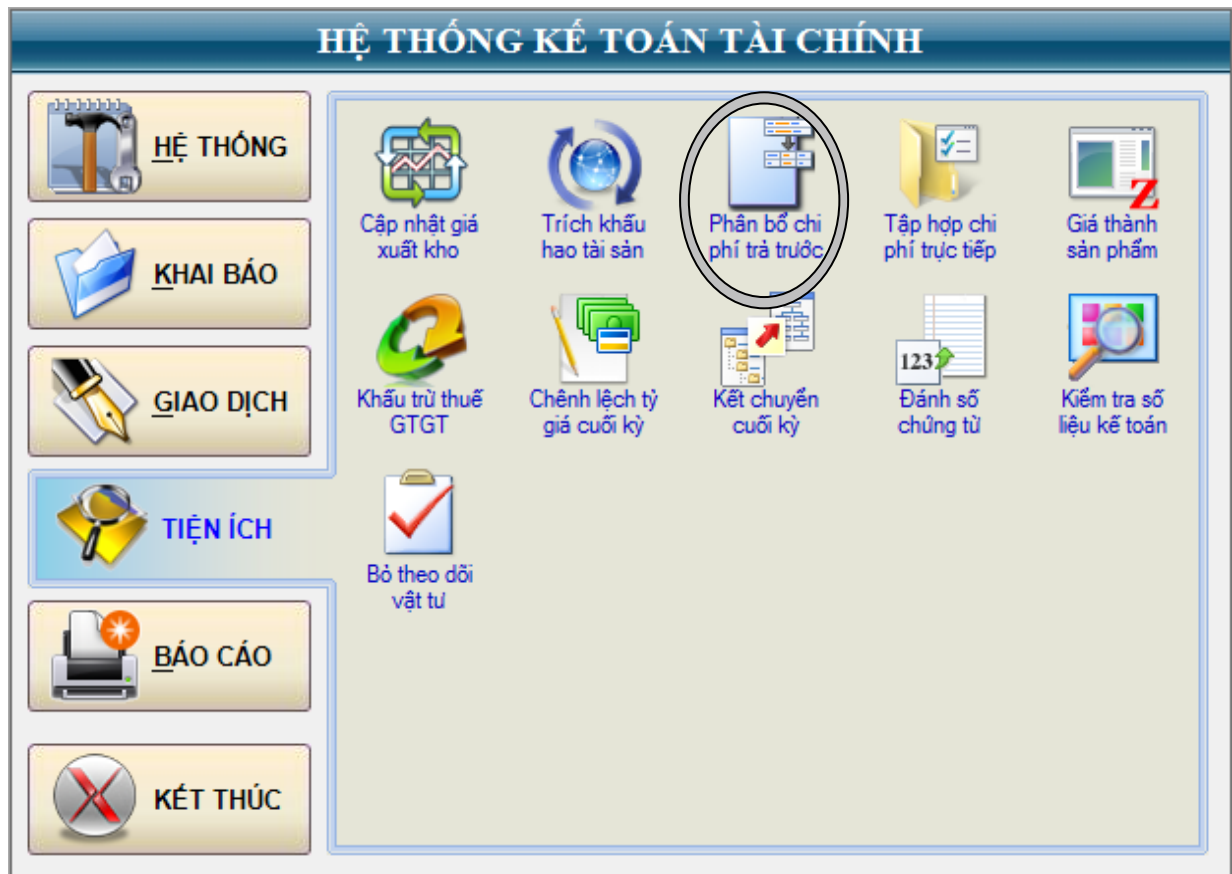 HỆ THỐNG KẾ TOÁN TÀI CHÍNH
HỆ THỐNG
KHAI BÁO
GIAO DỊCH
TIỆN ÍCH
BÁO CÁO
KẾT THÚC
Cập nhật giá
xuất kho
Trích khấu
hao tài sản
Phân bổ chi
phí trả trước
Tập hợp chi
phí trực tiếp
Z
Giá thành
sản phẩm
Khấu trừ thuế
GTGT
Chênh lệch tỷ
giá cuối kỳ
Kết chuyển
cuối kỳ
123
Đánh số
chứng từ
Kiểm tra số
liệu kế toán
Bỏ theo dõi
vật tư